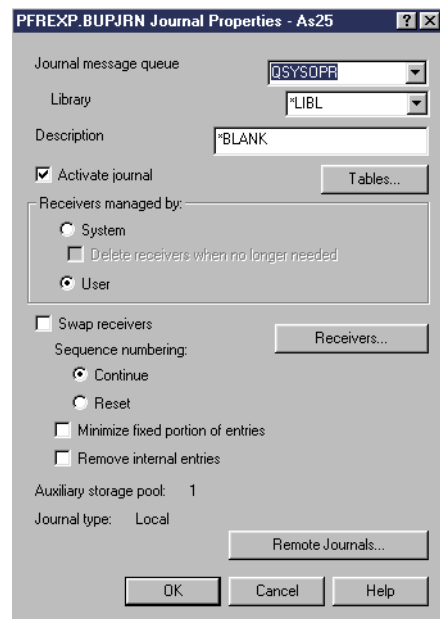 PFREXP.BUPJRN Journal Properties - As25
Journal message queue QSYSOPR
Library *LIBL
Description *BLANK
Activate journal Tables...
Receivers managed by:
System
Delete receivers when no longer needed
User
Swap receivers Receivers...
Sequence numbering:
Continue
Reset
Minimize fixed portion of entries
Remove internal entries
Auxiliary storage pool: 1
Journal type: Local
Remote Journals...
OK Cancel Help